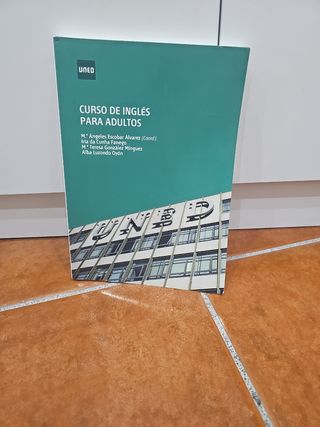 UNED
CURSO DE INGLÉS
PARA ADULTOS
M.ª Ángeles Escobar Álvarez (Coord.)
Iria da Cunha Fanego
M.ª Teresa González Mínguez
Alba Luzondo Oyón
UNED